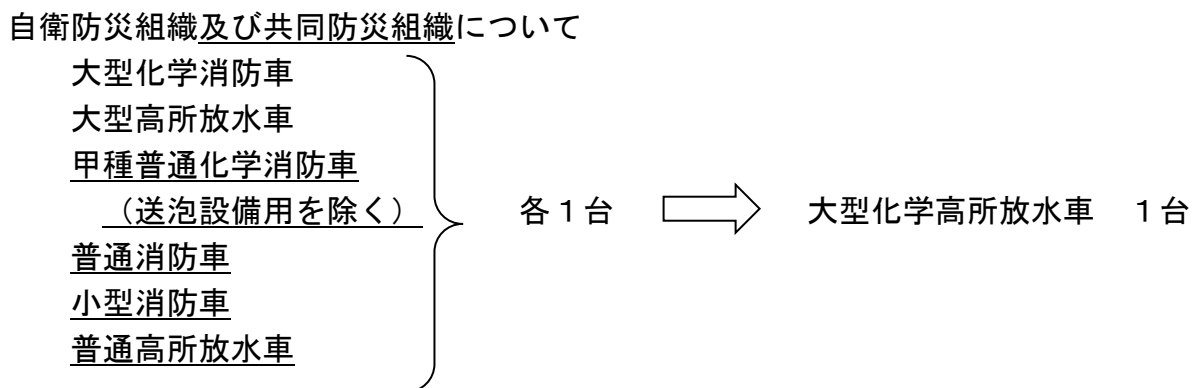 自衛防災組織及び共同防災組織について
大型化学消防車
大型高所放水車
甲種普通化学消防車
（送泡設備用を除く）
各１台
大型化学高所放水車　１台
普通消防車
小型消防車
普通高所放水車